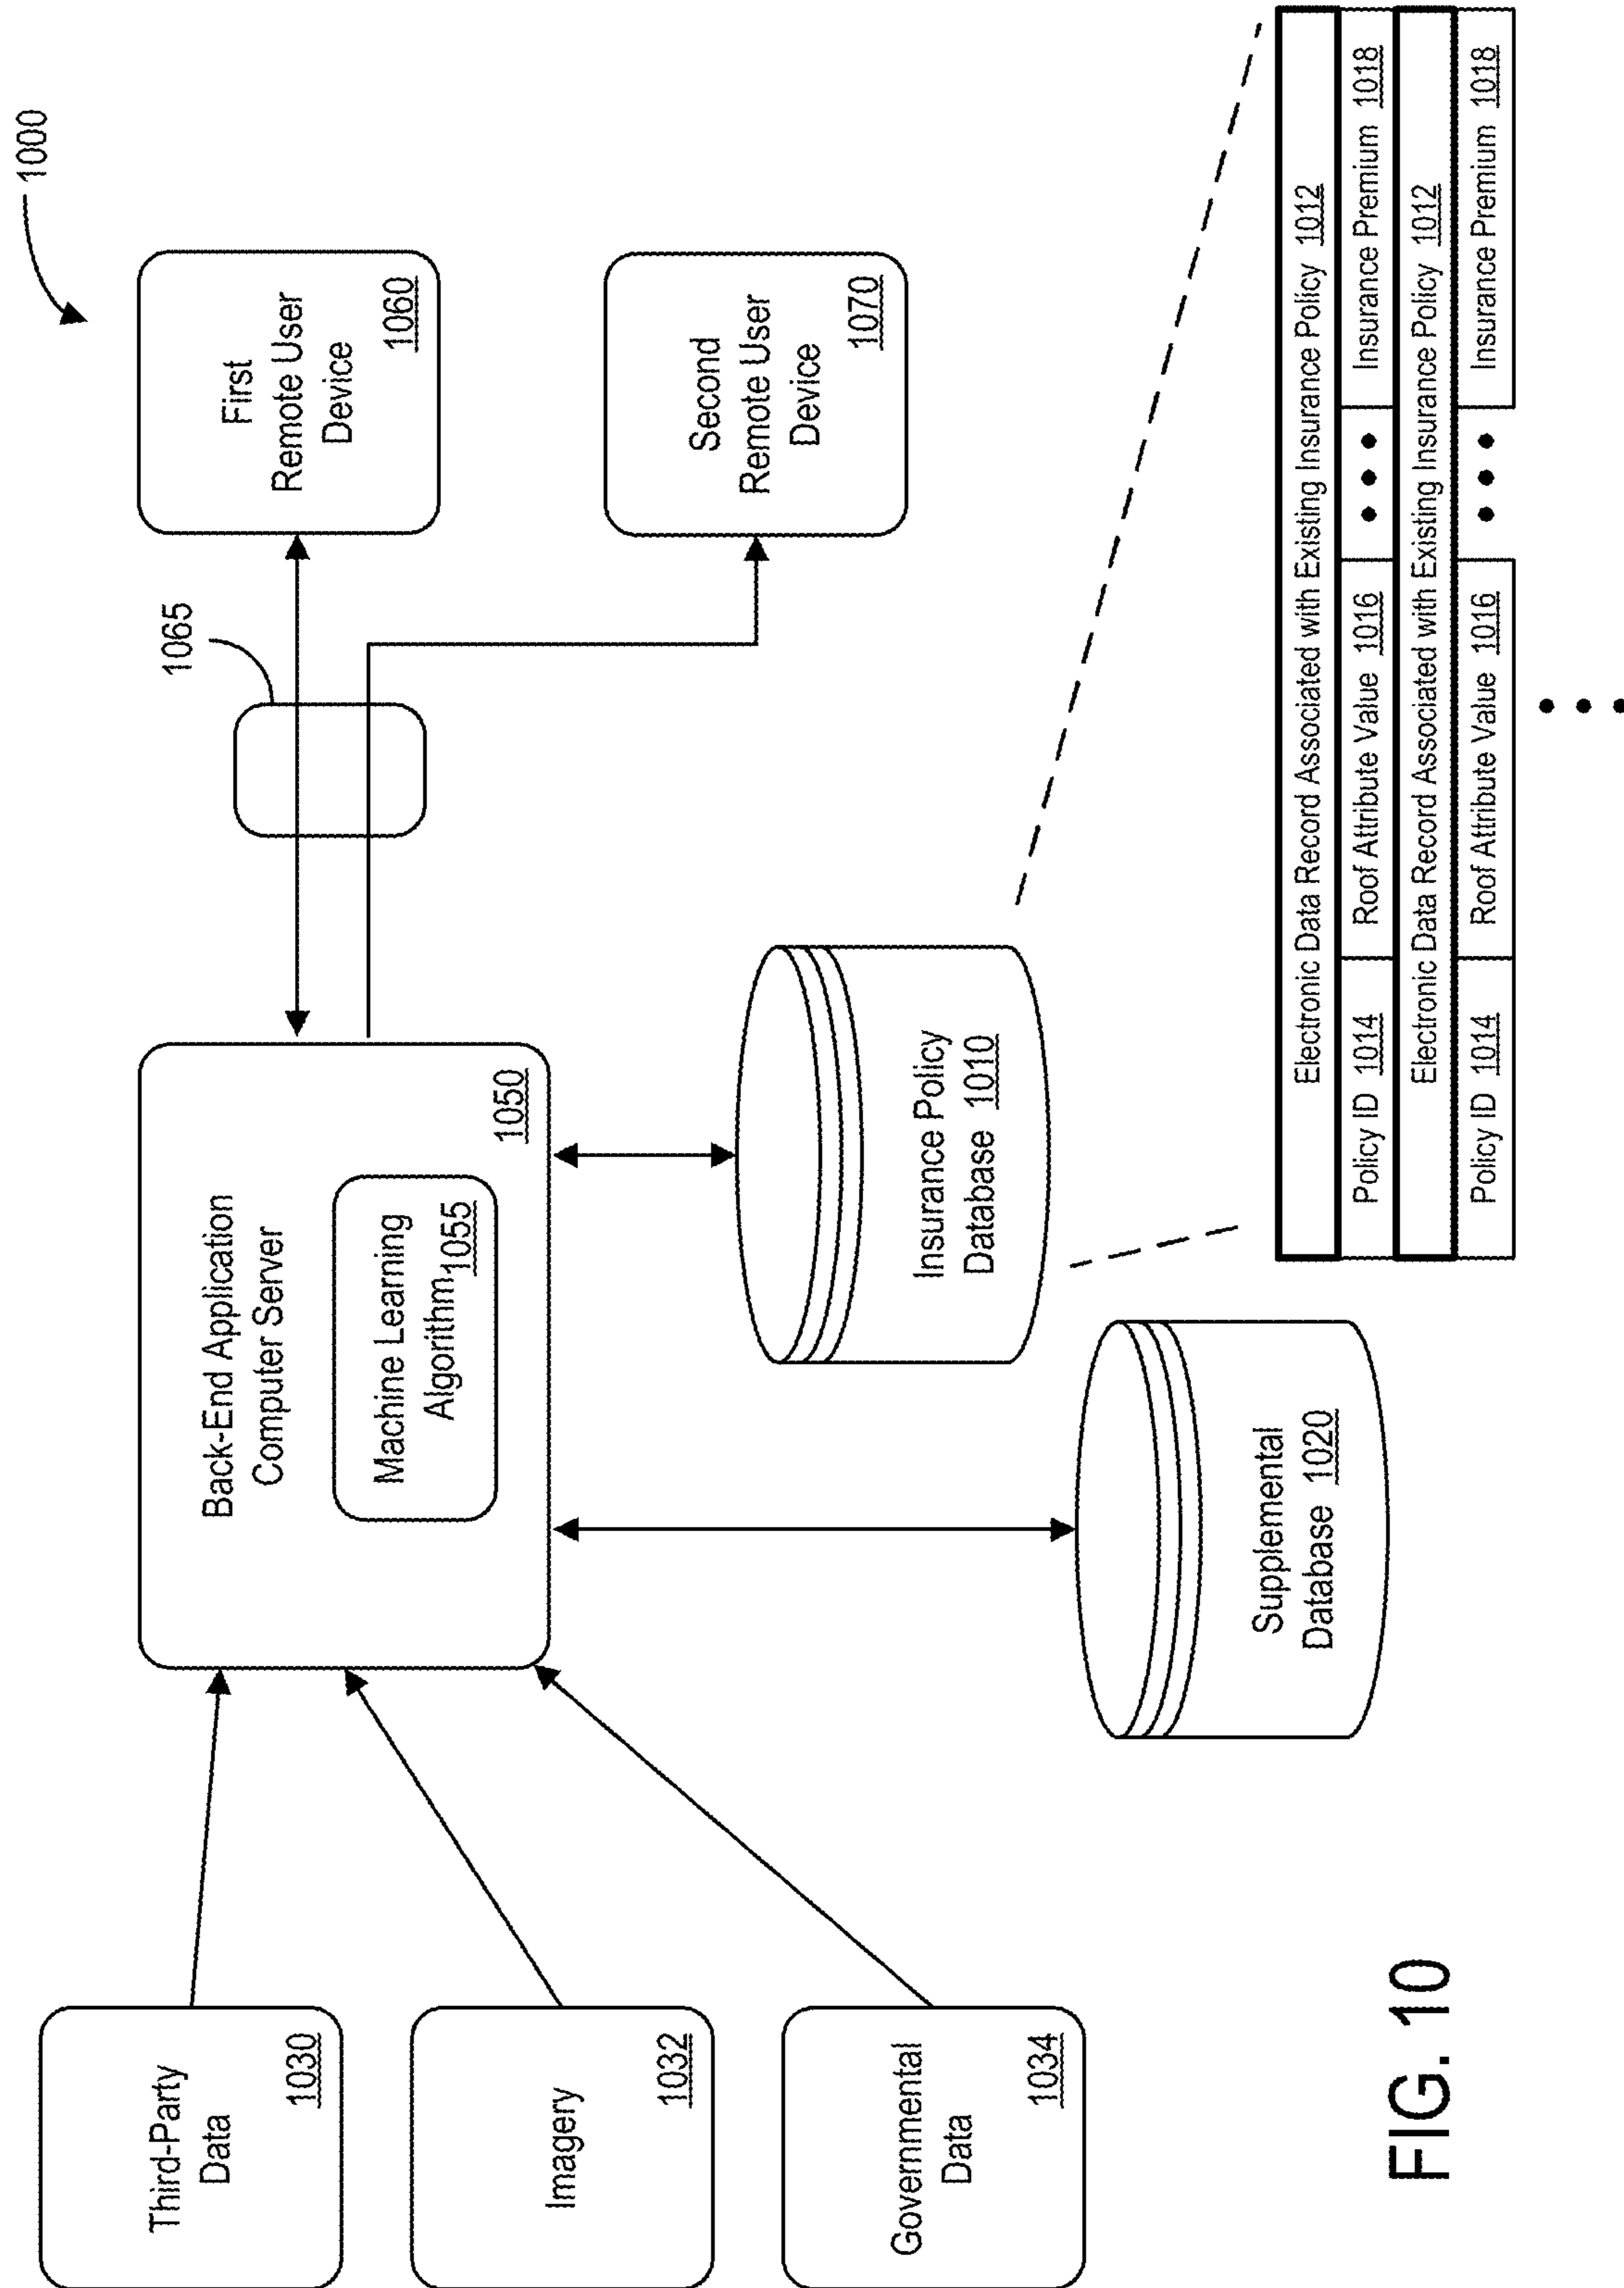 1000
Third-Party
Data
1030
Imagery
1032
Governmental
Data
1034
Back-End Application
Computer Server
1050
Machine Learning
Algorithm 1055
1065
First
Remote User
Device
1060
Second
Remote User
Device
1070
Supplemental
Database 1020
Insurance Policy
Database 1010
Electronic Data Record Associated with Existing Insurance Policy 1012
Policy ID 1014 Roof Attribute Value 1016 Insurance Premium 1018
Electronic Data Record Associated with Existing Insurance Policy 1012
Policy ID 1014 Roof Attribute Value 1016 Insurance Premium 1018
FIG. 10